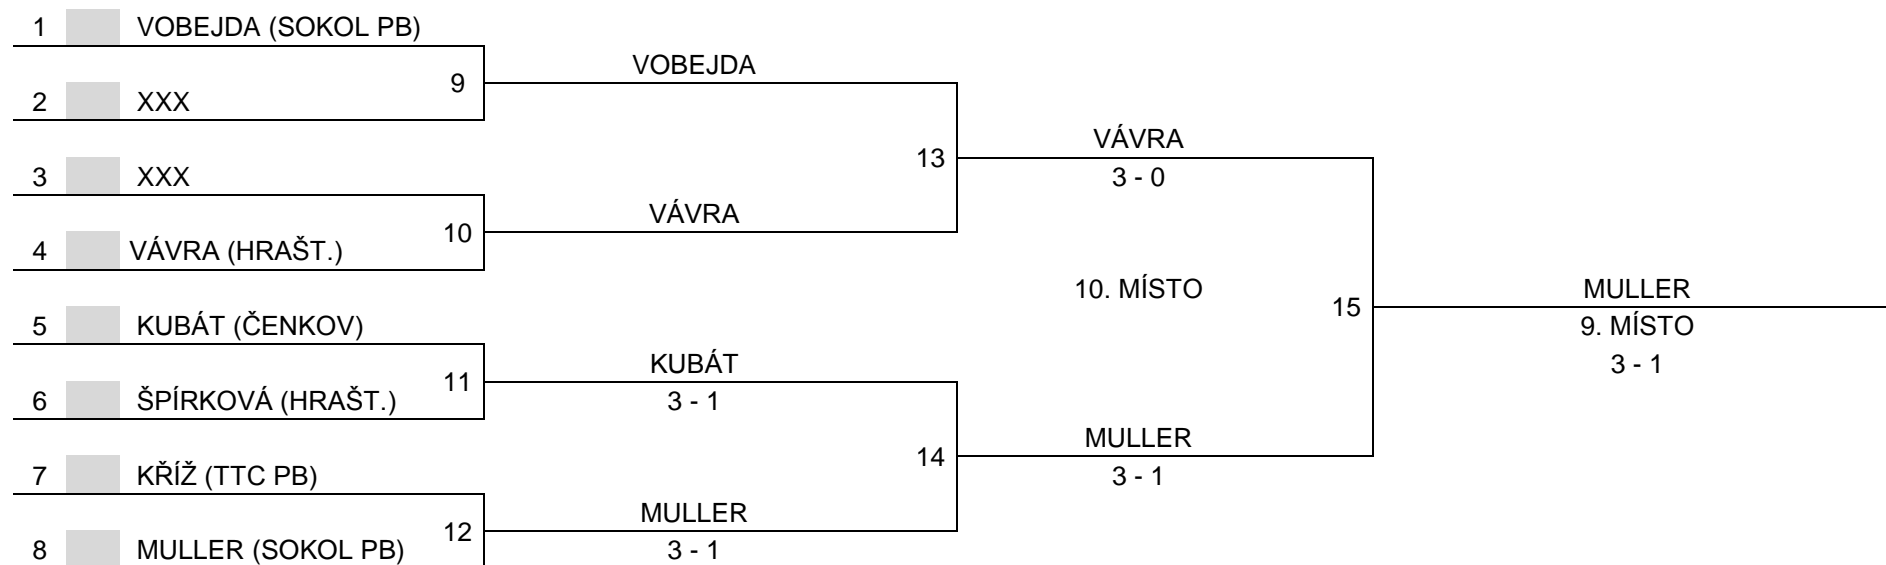 1 VOBEJDA (SOKOL PB)
VOBEJDA
9
2 XXX
VÁVRA
13
3 XXX
3 - 0
VÁVRA
10
4 VÁVRA (HRAŠT.)
10. MÍSTO
MULLER
15
5 KUBÁT (ČENKOV)
9. MÍSTO
KUBÁT
3 - 1
11
6 ŠPÍRKOVÁ (HRAŠT.)
3 - 1
MULLER
14
7 KŘÍŽ (TTC PB)
3 - 1
MULLER
12
8 MULLER (SOKOL PB)
3 - 1